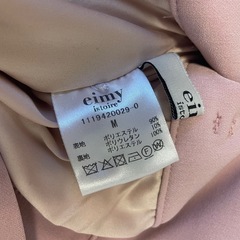 eimy
istoire
1119420029-0
M
表地 ポリエステル 90%
ポリウレタン 10%
裏地 ポリエステル 100%
eimy